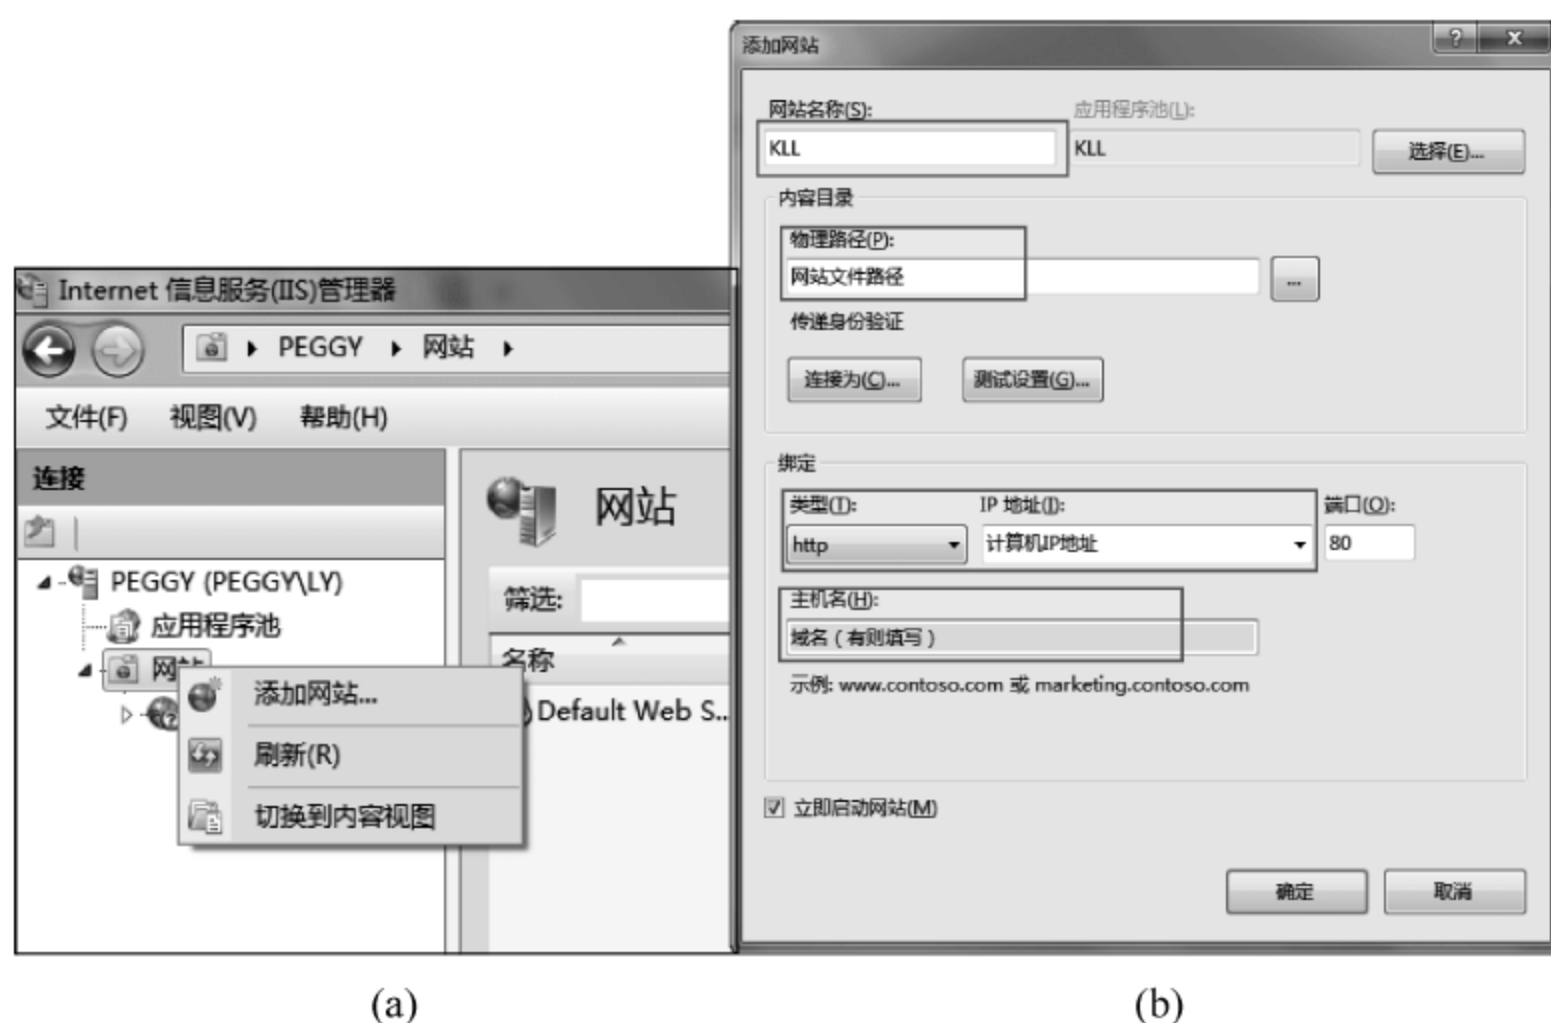 Internet 信息服务(IIS)管理器
PEGGY 网站
文件(F) 视图(V) 帮助(H)
连接
PEGGY (PEGGY\LY)
应用程序池
网站
添加网站...
刷新(R)
切换到内容视图
网站
筛选:
名称
Default Web S...
(a)
添加网站
? X
网站名称(S): 应用程序池(L):
KLL KLL 选择(E)...
内容目录
物理路径(P):
网站文件路径 ...
传递身份验证
连接为(C)... 测试设置(G)...
绑定
类型(T): IP 地址(I): 端口(O):
http 计算机IP地址 80
主机名(H):
域名（有则填写）
示例: www.contoso.com 或 marketing.contoso.com
立即启动网站(M)
确定 取消
(b)